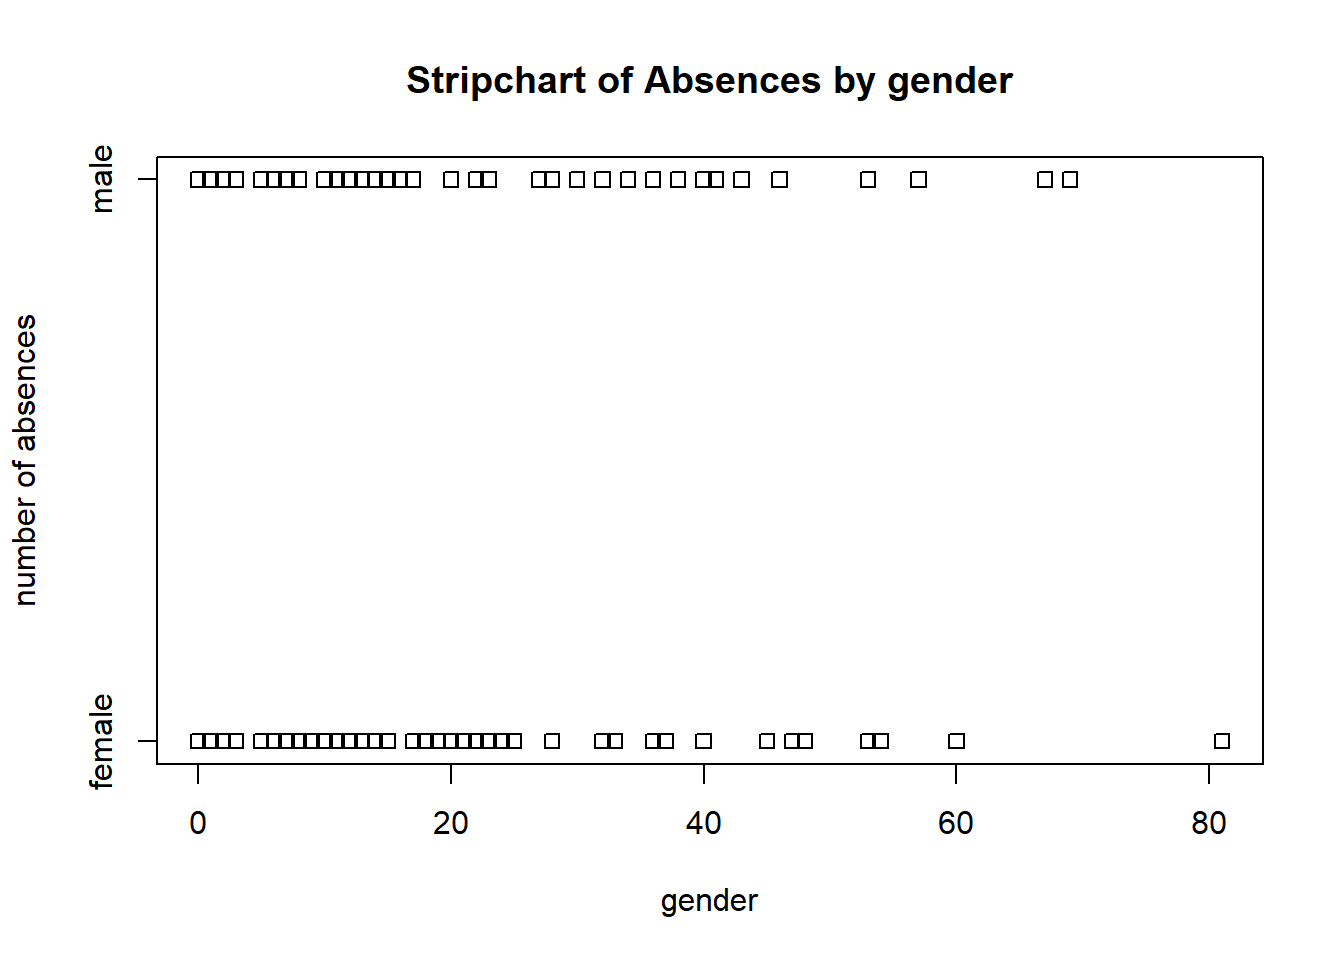 Stripchart of Absences by gender
male
number of absences
female
0 20 40 60 80
gender